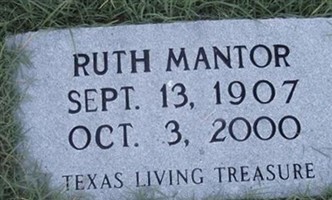 RUTH MANTOR
SEPT. 13, 1907
OCT. 3, 2000
TEXAS LIVING TREASURE